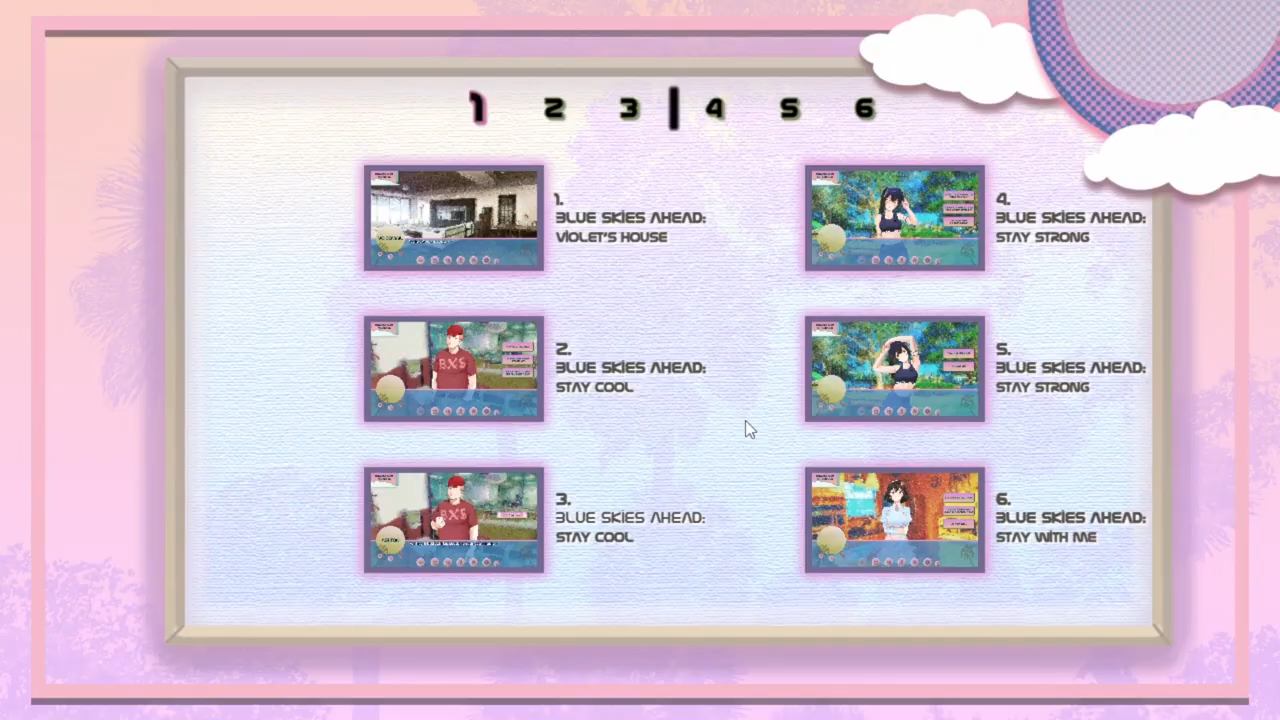 1 2 3 4 5 6
1.
BLUE SKIES AHEAD:
VIOLET'S HOUSE
2.
BLUE SKIES AHEAD:
STAY COOL
3.
BLUE SKIES AHEAD:
STAY COOL
4.
BLUE SKIES AHEAD:
STAY STRONG
5.
BLUE SKIES AHEAD:
STAY STRONG
6.
BLUE SKIES AHEAD:
STAY WITH ME
BXS
BXS